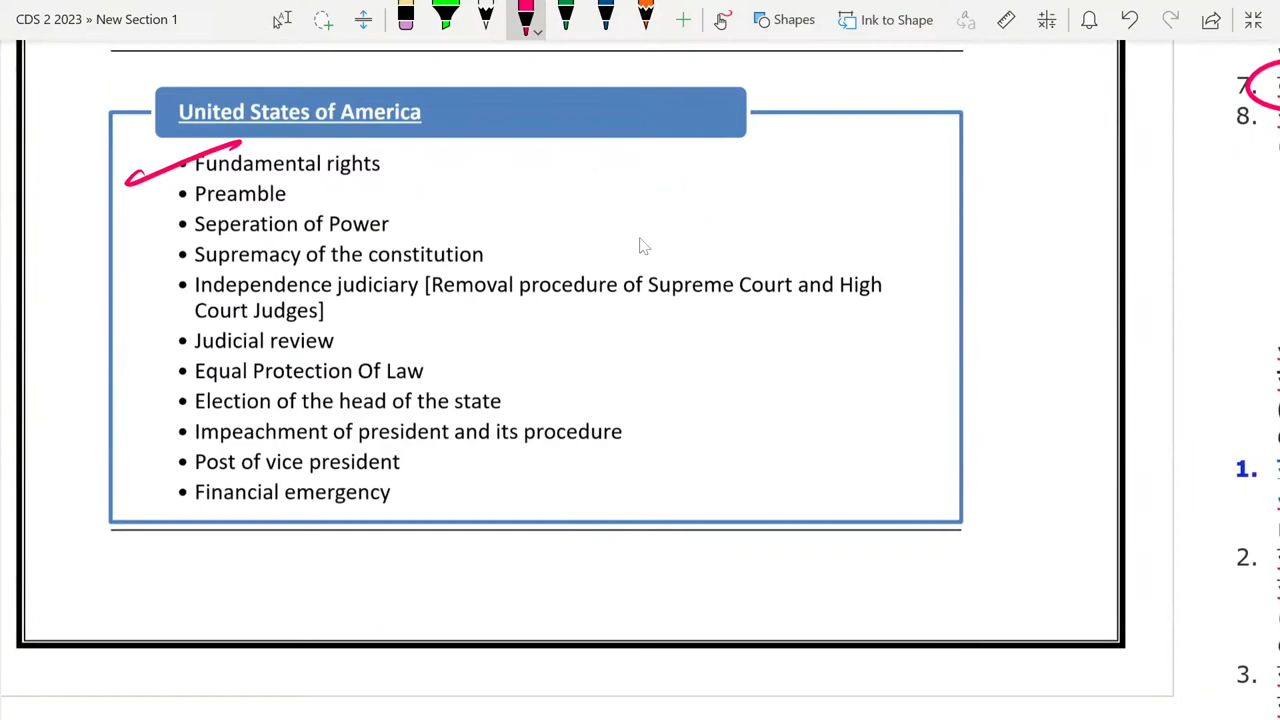 CDS 2 2023 » New Section 1
Shapes
Ink to Shape
United States of America
• Fundamental rights
• Preamble
• Seperation of Power
• Supremacy of the constitution
• Independence judiciary [Removal procedure of Supreme Court and High
Court Judges]
• Judicial review
• Equal Protection Of Law
• Election of the head of the state
• Impeachment of president and its procedure
• Post of vice president
• Financial emergency
7.
8.
1.
2.
3.